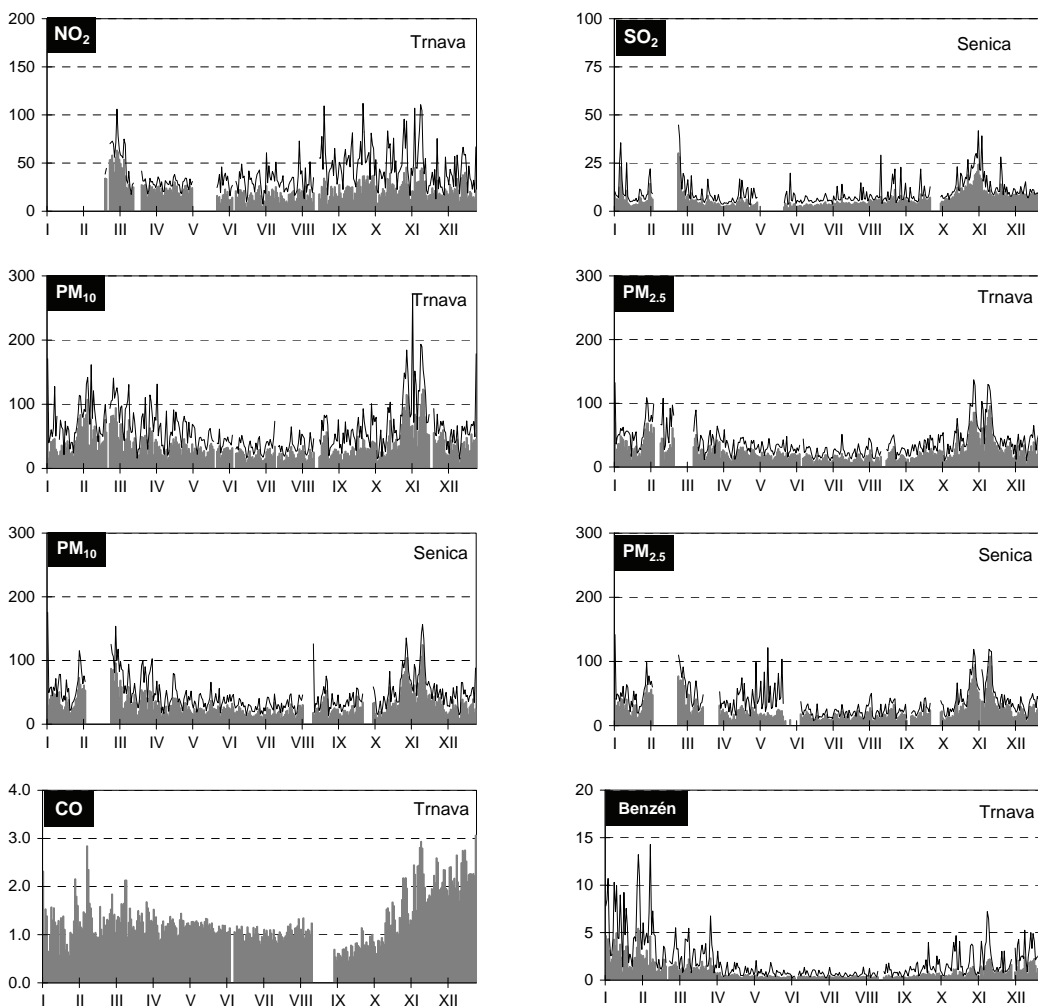 NO2
Trnava
200
150
100
50
0
I II III IV V VI VII VIII IX X XI XII
SO2
Senica
100
75
50
25
0
I II III IV V VI VII VIII IX X XI XII
PM10
Trnava
300
200
100
0
I II III IV V VI VII VIII IX X XI XII
PM2.5
Trnava
300
200
100
0
I II III IV V VI VII VIII IX X XI XII
PM10
Senica
300
200
100
0
I II III IV V VI VII VIII IX X XI XII
PM2.5
Senica
300
200
100
0
I II III IV V VI VII VIII IX X XI XII
CO
Trnava
4.0
3.0
2.0
1.0
0.0
I II III IV V VI VII VIII IX X XI XII
Benzén
Trnava
20
15
10
5
0
I II III IV V VI VII VIII IX X XI XII